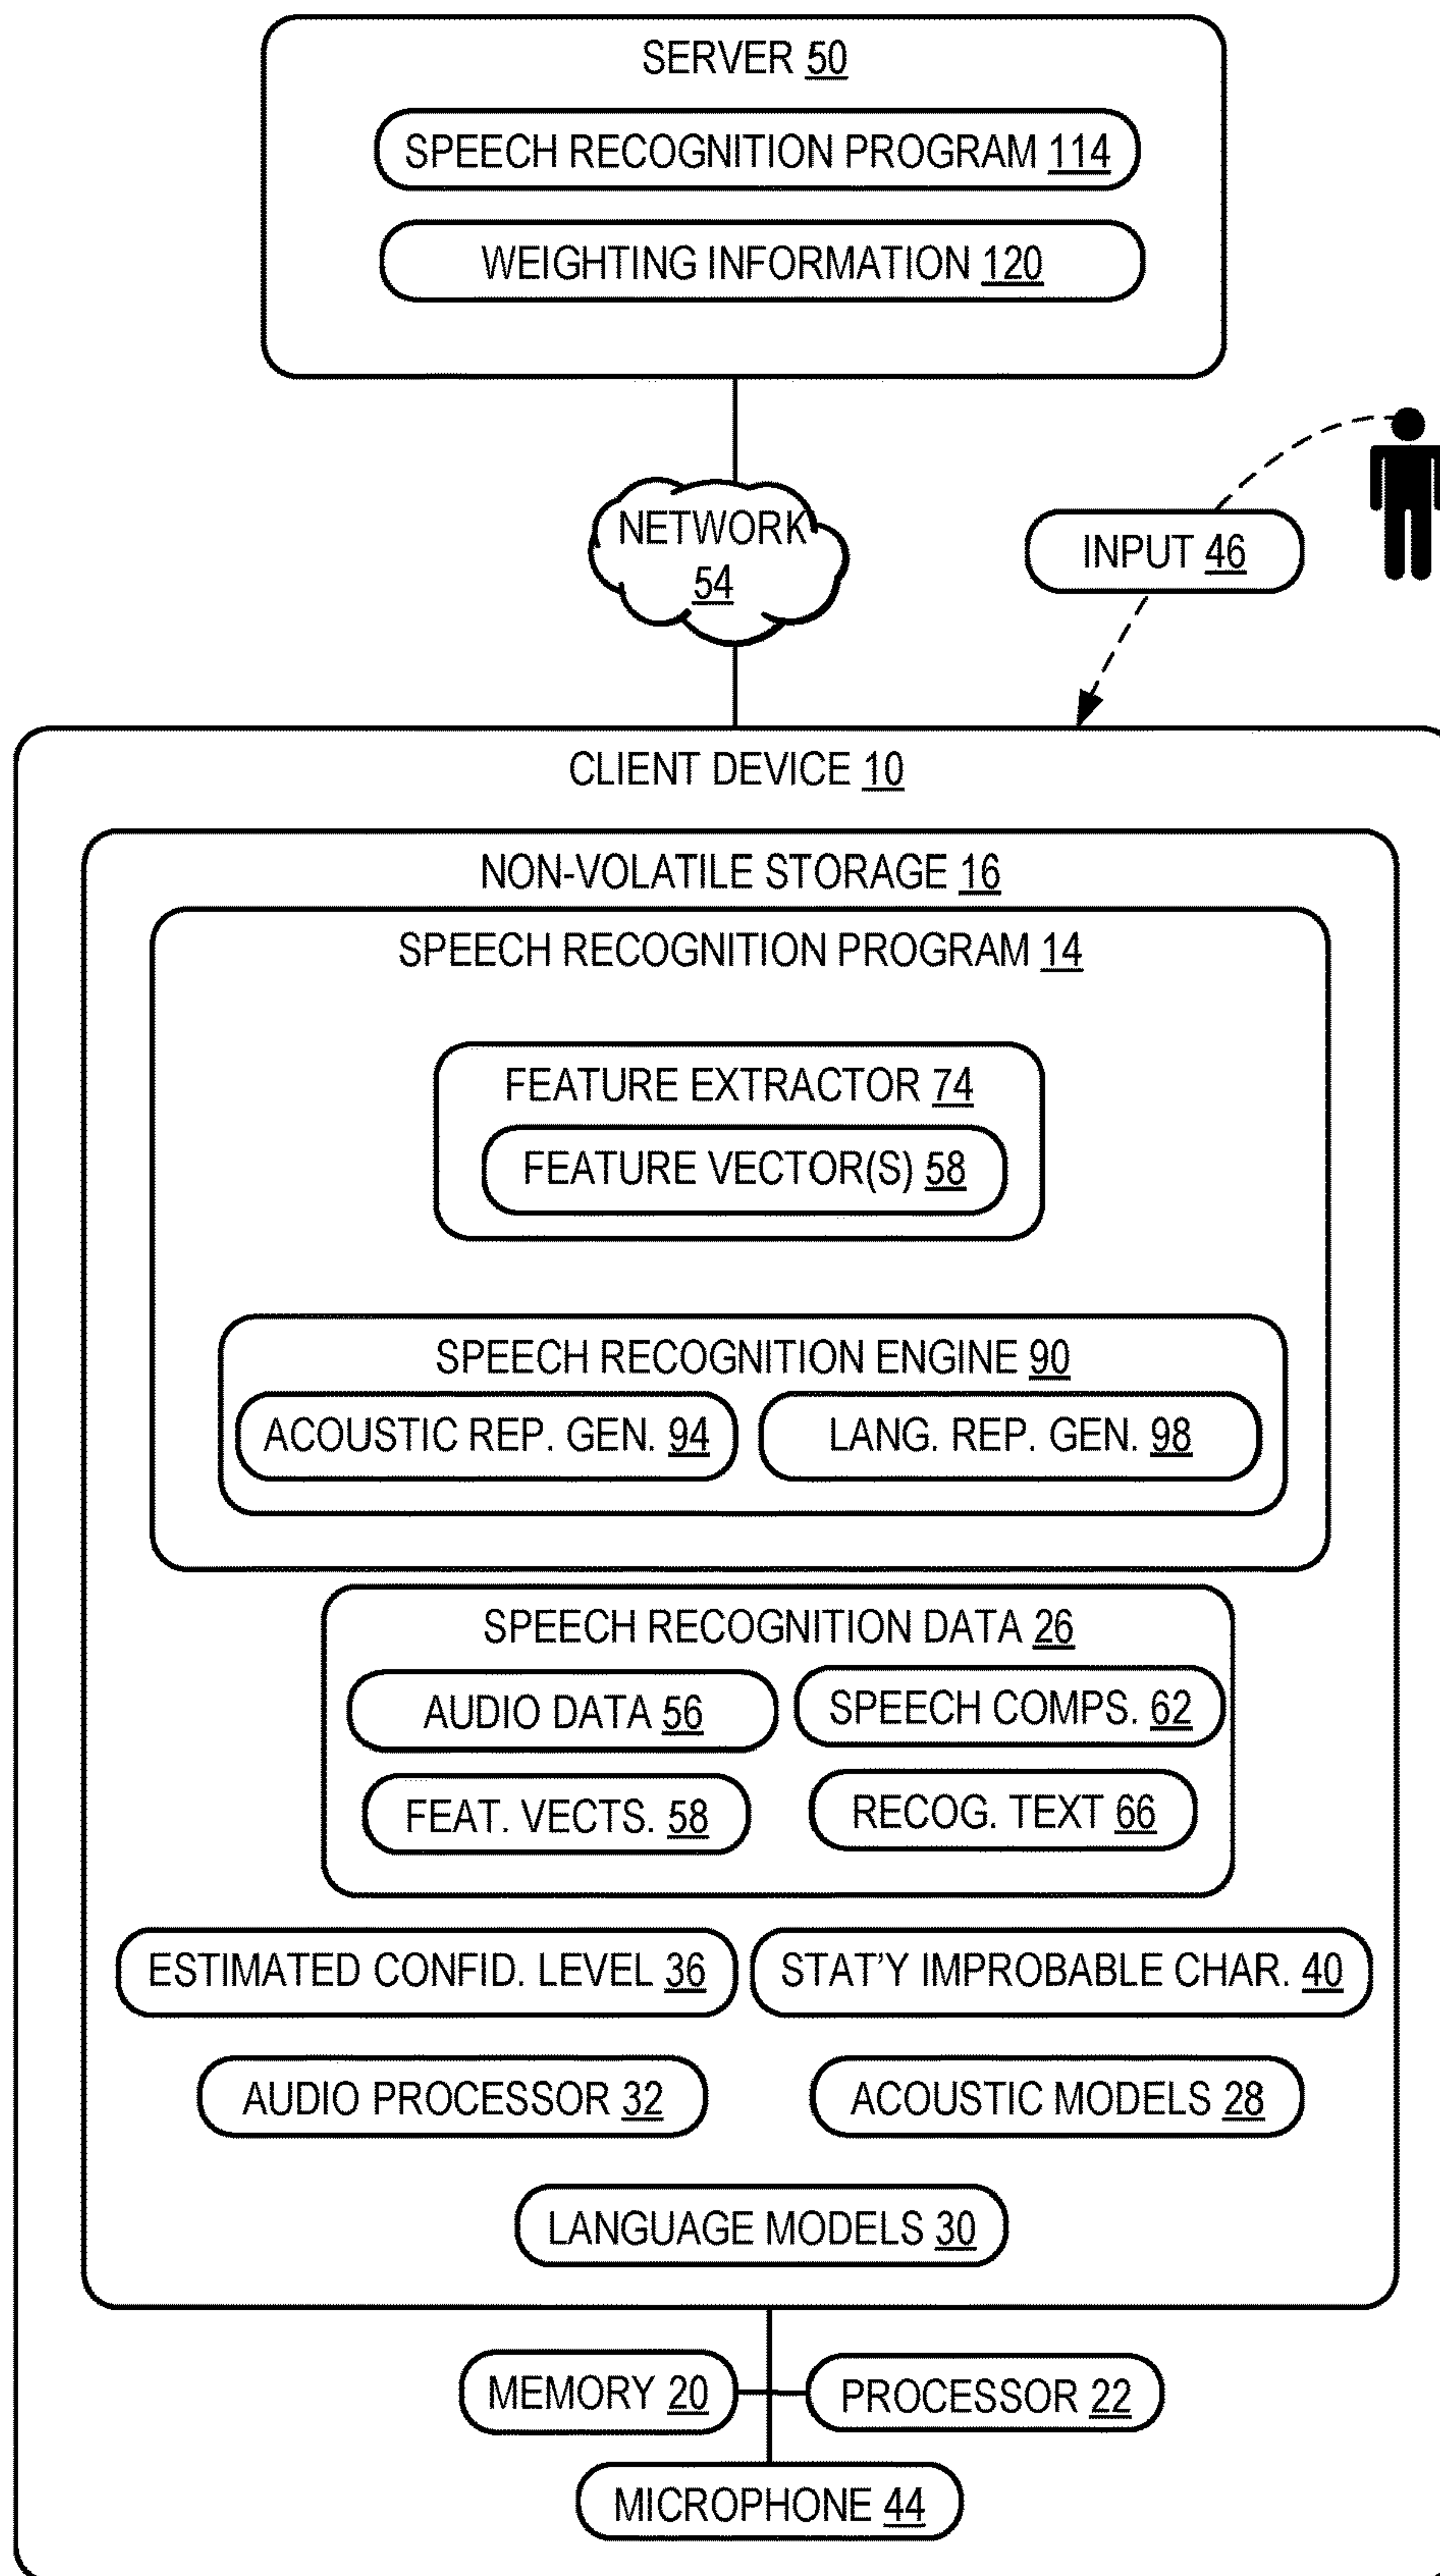 SERVER 50
SPEECH RECOGNITION PROGRAM 114
WEIGHTING INFORMATION 120
NETWORK
54
INPUT 46
CLIENT DEVICE 10
NON-VOLATILE STORAGE 16
SPEECH RECOGNITION PROGRAM 14
FEATURE EXTRACTOR 74
FEATURE VECTOR(S) 58
SPEECH RECOGNITION ENGINE 90
ACOUSTIC REP. GEN. 94
LANG. REP. GEN. 98
SPEECH RECOGNITION DATA 26
AUDIO DATA 56
SPEECH COMPS. 62
FEAT. VECTS. 58
RECOG. TEXT 66
ESTIMATED CONFID. LEVEL 36
STAT'Y IMPROBABLE CHAR. 40
AUDIO PROCESSOR 32
ACOUSTIC MODELS 28
LANGUAGE MODELS 30
MEMORY 20
PROCESSOR 22
MICROPHONE 44